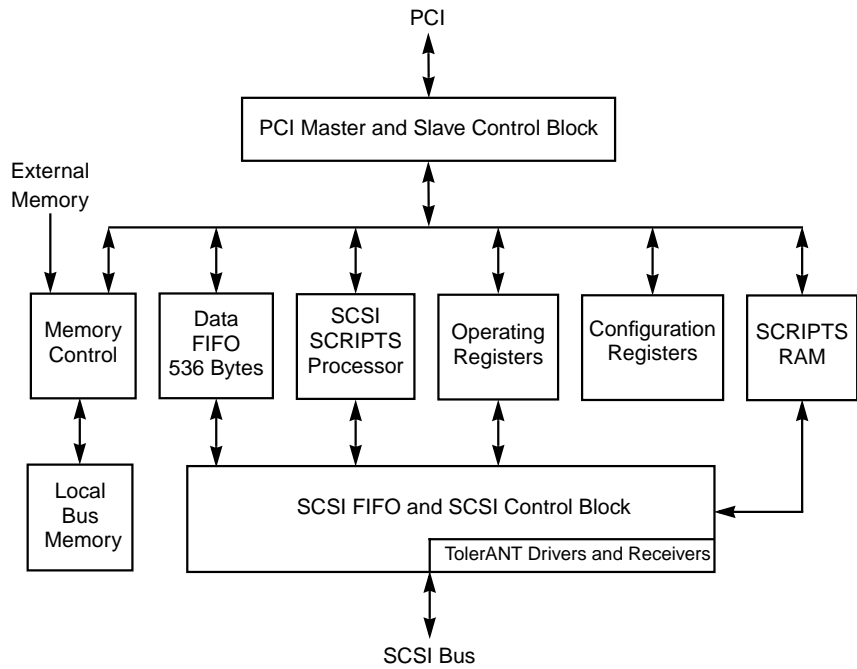 PCI
PCI Master and Slave Control Block
External
Memory
Memory
Control
Data
FIFO
536 Bytes
SCSI
SCRIPTS
Processor
Operating
Registers
Configuration
Registers
SCRIPTS
RAM
Local
Bus
Memory
SCSI FIFO and SCSI Control Block
TolerANT Drivers and Receivers
SCSI Bus